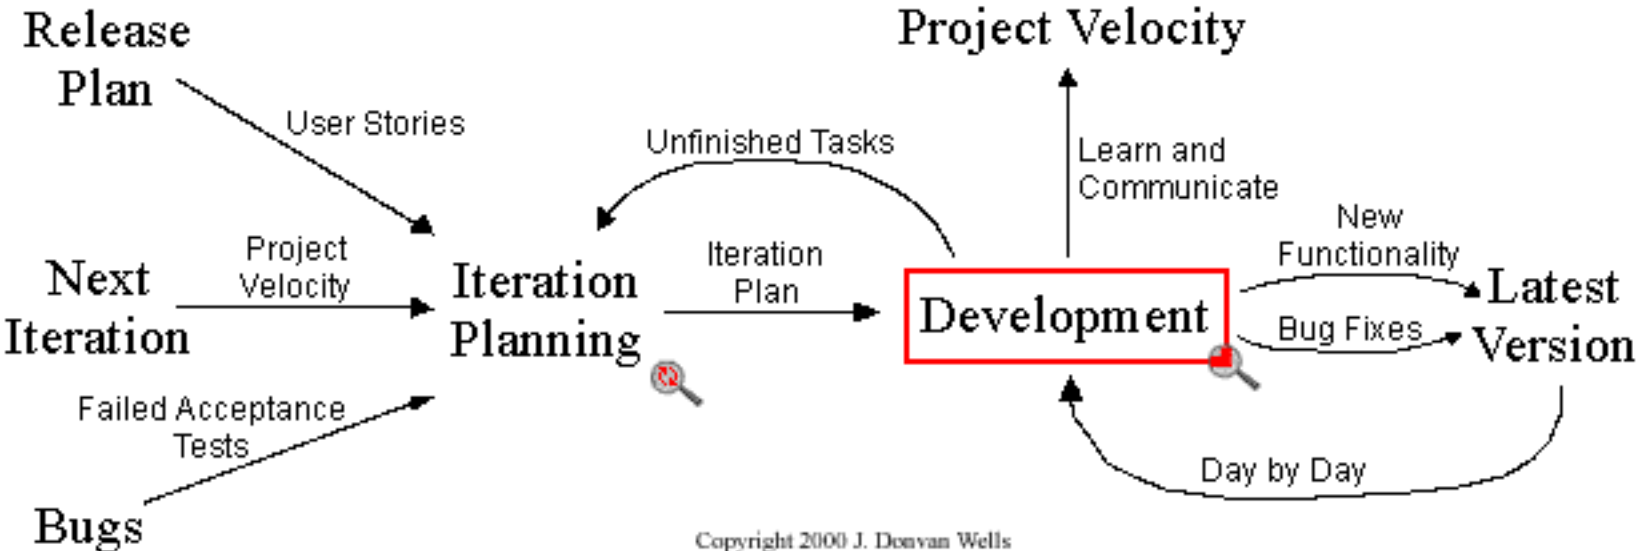 Release
Plan
User Stories
Project Velocity
Unfinished Tasks
Learn and
Communicate
New
Functionality
Project
Velocity
Next
Iteration
Iteration
Planning
Iteration
Plan
Development
Bug Fixes
Latest
Version
Failed Acceptance
Tests
Bugs
Day by Day
Copyright 2000 J. Donvan Wells